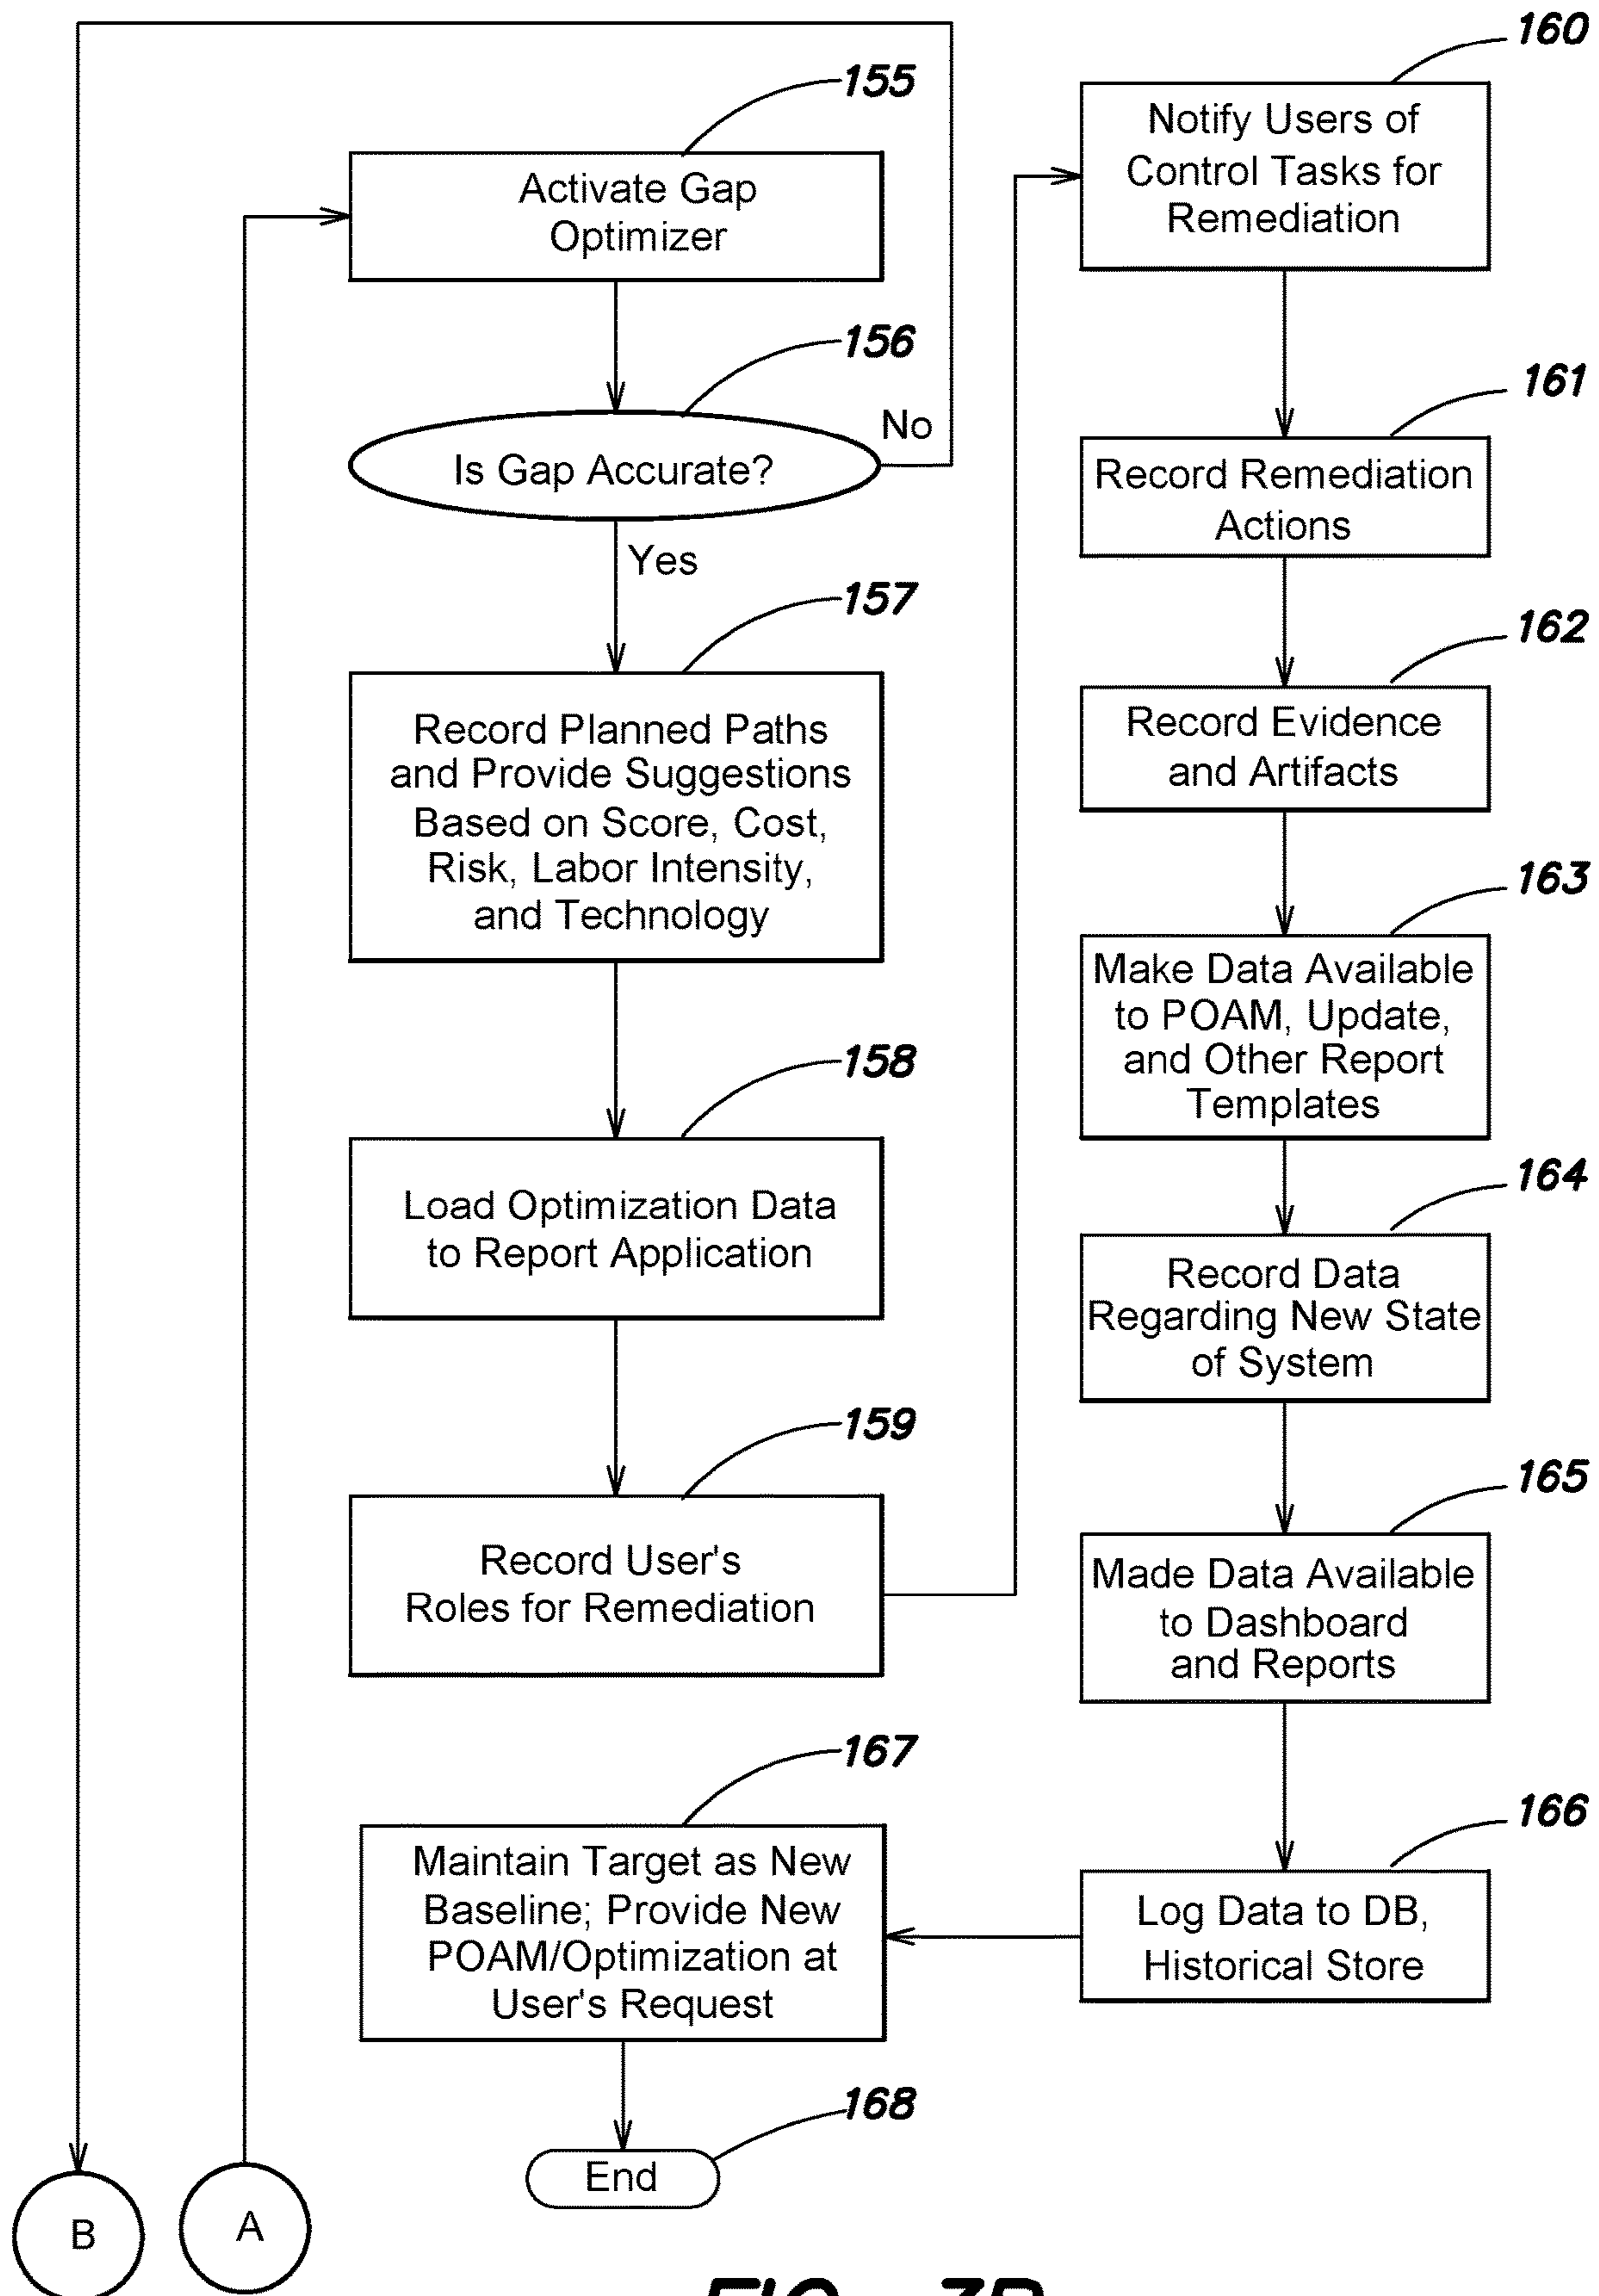 155
Activate Gap
Optimizer
156
Is Gap Accurate?
No
Yes
157
Record Planned Paths
and Provide Suggestions
Based on Score, Cost,
Risk, Labor Intensity,
and Technology
158
Load Optimization Data
to Report Application
159
Record User's
Roles for Remediation
160
Notify Users of
Control Tasks for
Remediation
161
Record Remediation
Actions
162
Record Evidence
and Artifacts
163
Make Data Available
to POAM, Update,
and Other Report
Templates
164
Record Data
Regarding New State
of System
165
Made Data Available
to Dashboard
and Reports
166
Log Data to DB,
Historical Store
167
Maintain Target as New
Baseline; Provide New
POAM/Optimization at
User's Request
168
End
B
A